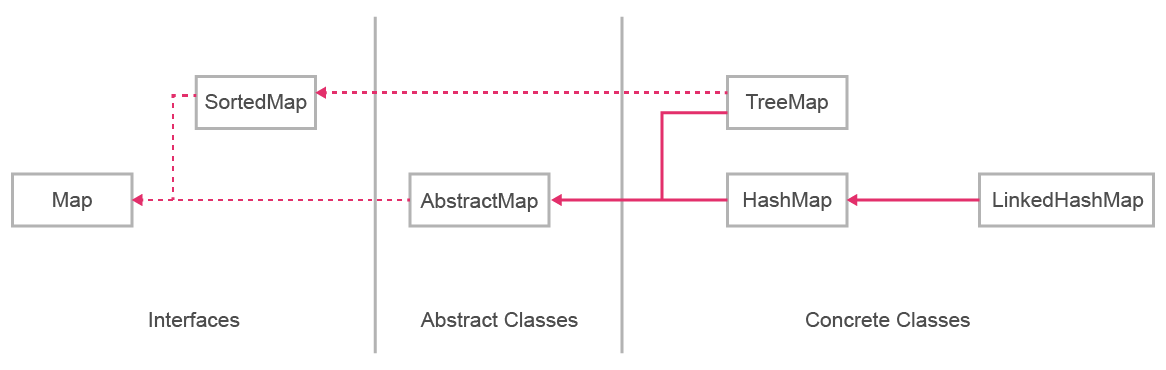 SortedMap
TreeMap
Map
AbstractMap
HashMap
LinkedHashMap
Interfaces
Abstract Classes
Concrete Classes